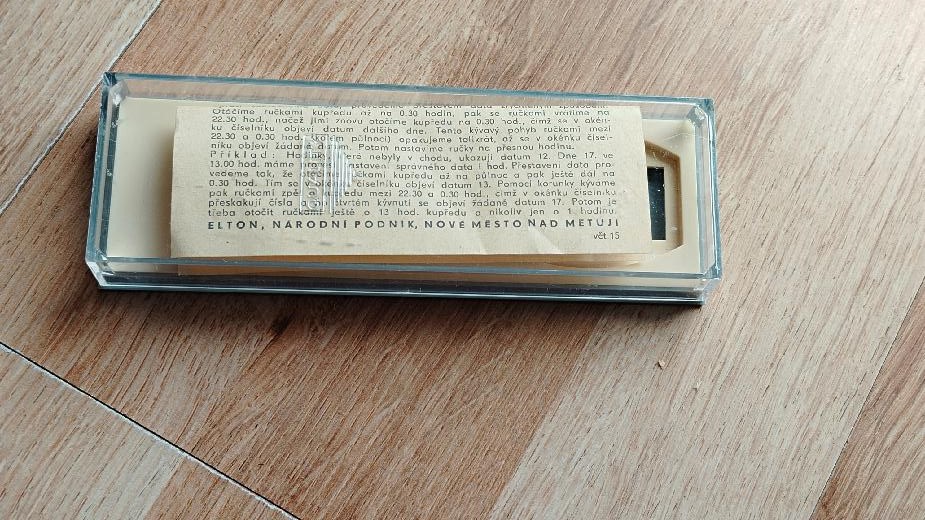 Otáčíme ručkami kupředu až na 0.30 hodin, pak se ručkami vrátíme na
22.30 hod., načež jimi znovu otočíme kupředu na 0.30 hod., čímž se v okén-
ku číselníku objeví datum dalšího dne. Tento kývavý pohyb ručkami mezi
22.30 a 0.30 hod. (kolem půlnoci) opakujeme tolikrát, až se v okénku čísel-
níku objeví žádané datum. Potom nastavíme ručky na přesnou hodinu.
Příklad: Hodinky, které nebyly v chodu, ukazují datum 12. Dne 17. ve
13.00 hod. máme provést nastavení správného data i hod. Přestavení data pro-
vedeme tak, že otočíme ručkami kupředu až na půlnoc a pak ještě dál na
0.30 hod. Tím se v okénku číselníku objeví datum 13. Pomocí korunky kýváme
pak ručkami zpět a kupředu mezi 22.30 a 0.30 hod., čímž v okénku číselníku
přeskakují čísla čtvrtém kývnutí se objeví žádané datum 17. Potom je
třeba otočit ručkami ještě o 13 hod. kupředu a nikoliv jen o 1 hodinu.
ELTON, NÁRODNÍ PODNIK, NOVÉ MĚSTO NAD METUJÍ
vět 15